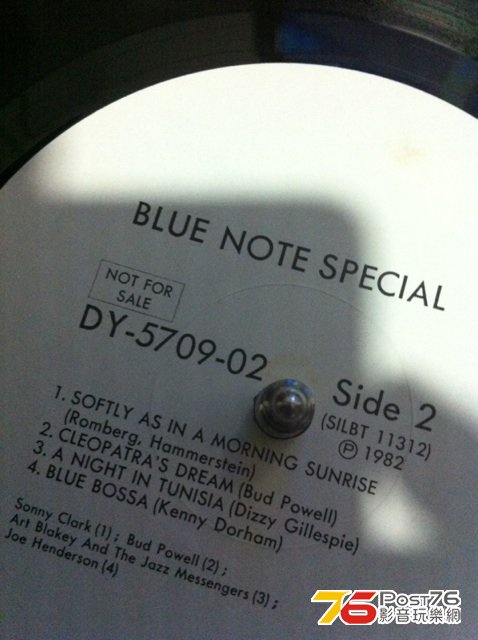 BLUE NOTE SPECIAL
NOT FOR
SALE
DY-5709-02
Side 2
(SILBT 11312)
Ⓟ 1982
1. SOFTLY AS IN A MORNING SUNRISE
(Romberg, Hammerstein)
2. CLEOPATRA'S DREAM (Bud Powell)
3. A NIGHT IN TUNISIA (Dizzy Gillespie)
4. BLUE BOSSA (Kenny Dorham)
Sonny Clark (1) ; Bud Powell (2) ;
Art Blakey And The Jazz Messengers (3) ;
Joe Henderson (4)
76 Post76
影音玩樂網